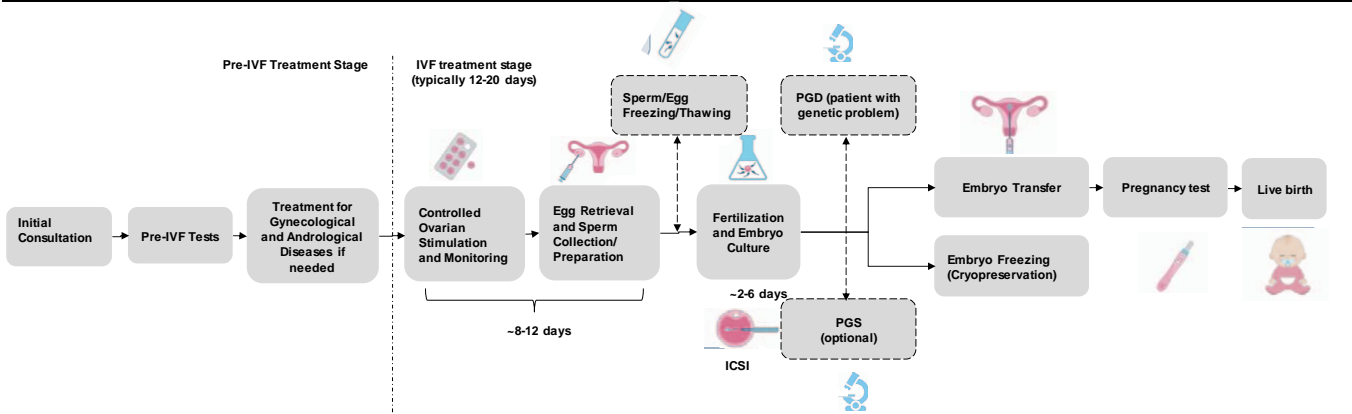 Pre-IVF Treatment Stage
IVF treatment stage
(typically 12-20 days)
Sperm/Egg
Freezing/Thawing
PGD (patient with
genetic problem)
Initial
Consultation
Pre-IVF Tests
Treatment for
Gynecological
and Andrological
Diseases if
needed
Controlled
Ovarian
Stimulation
and Monitoring
Egg Retrieval
and Sperm
Collection/
Preparation
Fertilization
and Embryo
Culture
Embryo Transfer
Pregnancy test
Live birth
Embryo Freezing
(Cryopreservation)
~8-12 days
~2-6 days
PGS
(optional)
ICSI